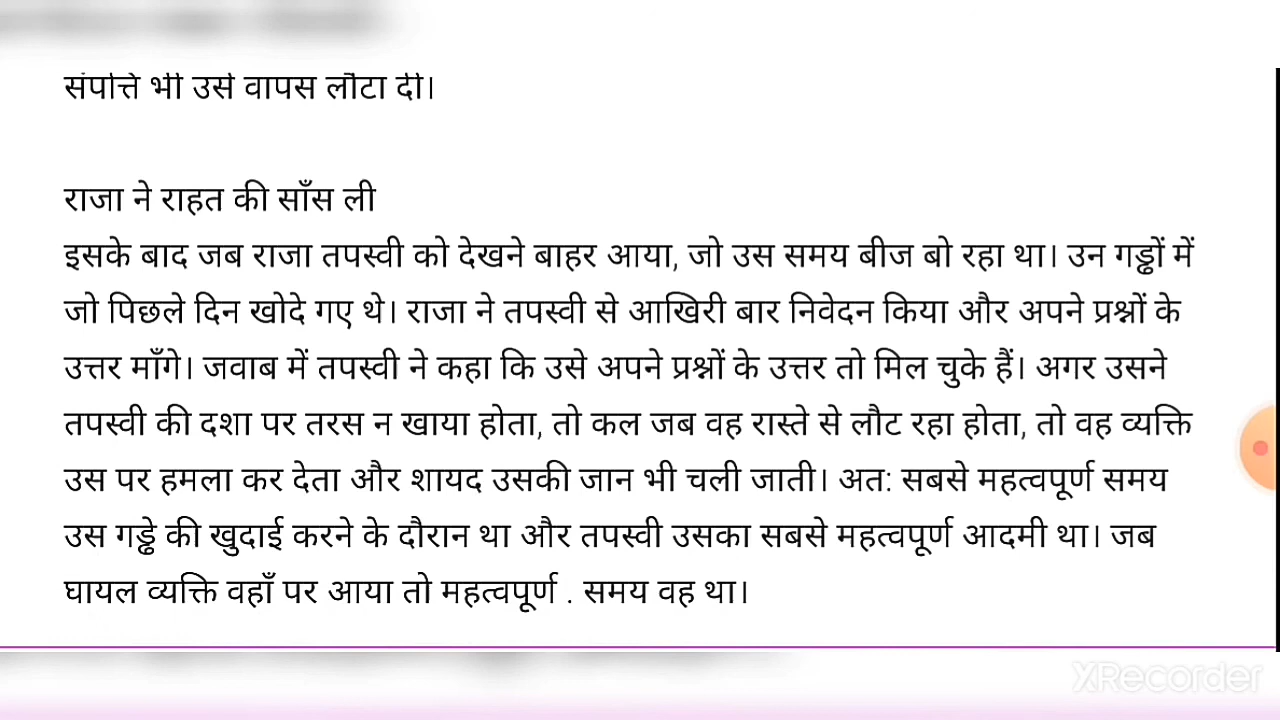 संपत्ति भी उसे वापस लौटा दी।
राजा ने राहत की साँस ली
इसके बाद जब राजा तपस्वी को देखने बाहर आया, जो उस समय बीज बो रहा था। उन गड्ढों में
जो पिछले दिन खोदे गए थे। राजा ने तपस्वी से आखिरी बार निवेदन किया और अपने प्रश्नों के
उत्तर माँगे। जवाब में तपस्वी ने कहा कि उसे अपने प्रश्नों के उत्तर तो मिल चुके हैं। अगर उसने
तपस्वी की दशा पर तरस न खाया होता, तो कल जब वह रास्ते से लौट रहा होता, तो वह व्यक्ति
उस पर हमला कर देता और शायद उसकी जान भी चली जाती। अत: सबसे महत्वपूर्ण समय
उस गड्ढे की खुदाई करने के दौरान था और तपस्वी उसका सबसे महत्वपूर्ण आदमी था। जब
घायल व्यक्ति वहाँ पर आया तो महत्वपूर्ण . समय वह था।
XRecorder